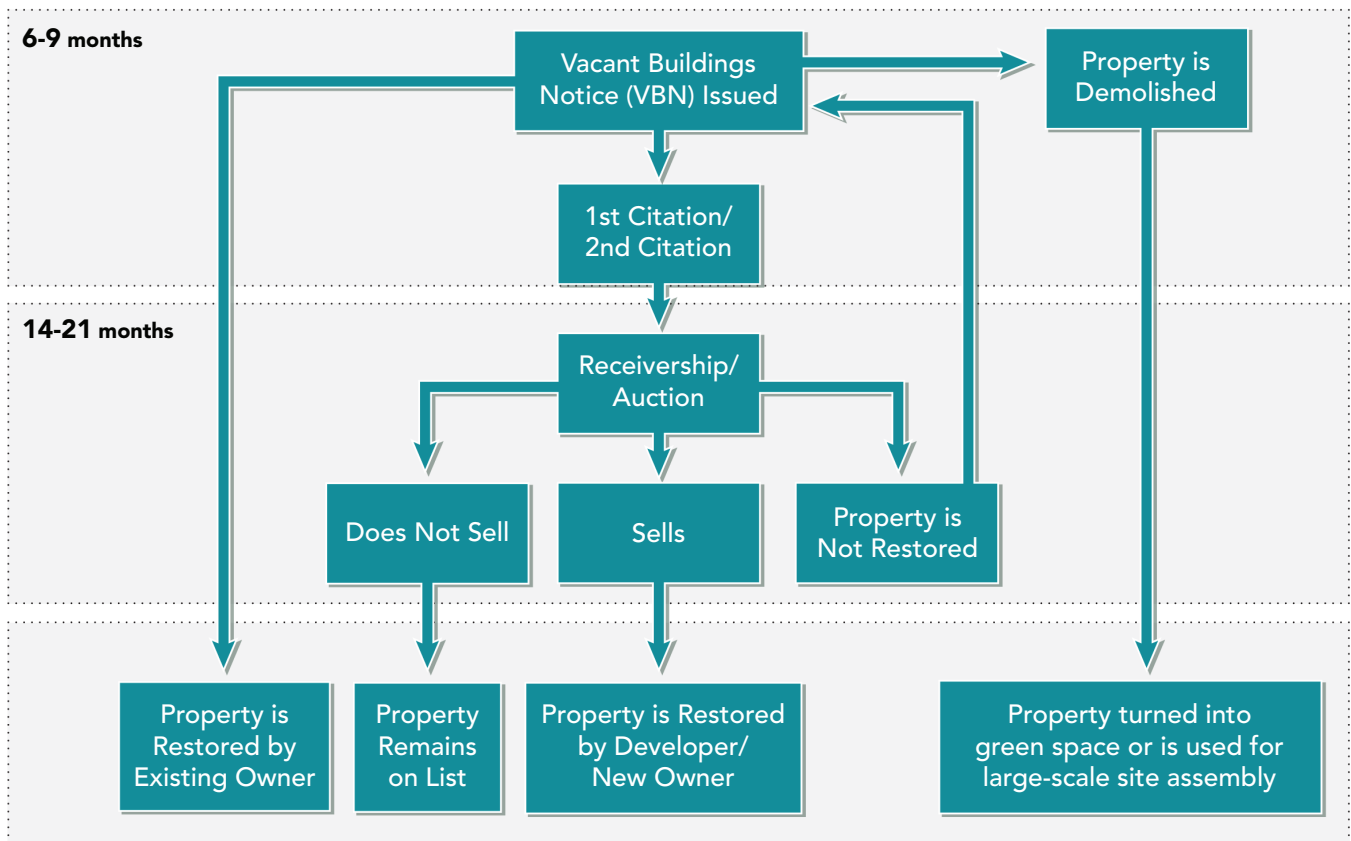 6-9 months
Vacant Buildings
Notice (VBN) Issued
Property is
Demolished
1st Citation/
2nd Citation
14-21 months
Receivership/
Auction
Does Not Sell
Sells
Property is
Not Restored
Property is
Restored by
Existing Owner
Property
Remains
on List
Property is Restored
by Developer/
New Owner
Property turned into
green space or is used for
large-scale site assembly